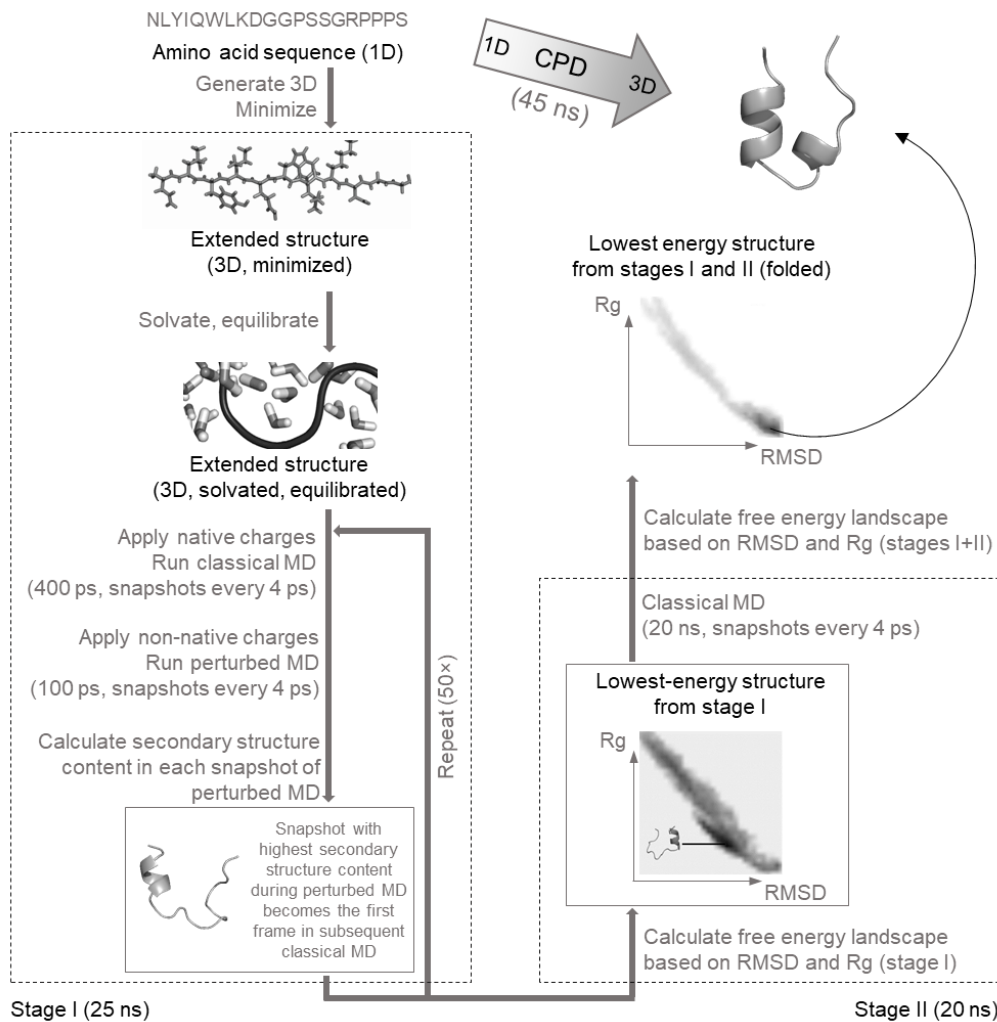 NLYIQWLKDGGPSSGRPPPS
Amino acid sequence (1D)
Generate 3D
Minimize
Extended structure
(3D, minimized)
Solvate, equilibrate
Extended structure
(3D, solvated, equilibrated)
Apply native charges
Run classical MD
(400 ps, snapshots every 4 ps)
Apply non-native charges
Run perturbed MD
(100 ps, snapshots every 4 ps)
Calculate secondary structure
content in each snapshot of
perturbed MD
Repeat (50×)
Snapshot with
highest secondary
structure content
during perturbed MD
becomes the first
frame in subsequent
classical MD
Stage I (25 ns)
1D CPD 3D
(45 ns)
Lowest energy structure
from stages I and II (folded)
Rg
RMSD
Calculate free energy landscape
based on RMSD and Rg (stages I+II)
Classical MD
(20 ns, snapshots every 4 ps)
Lowest-energy structure
from stage I
Rg
RMSD
Calculate free energy landscape
based on RMSD and Rg (stage I)
Stage II (20 ns)